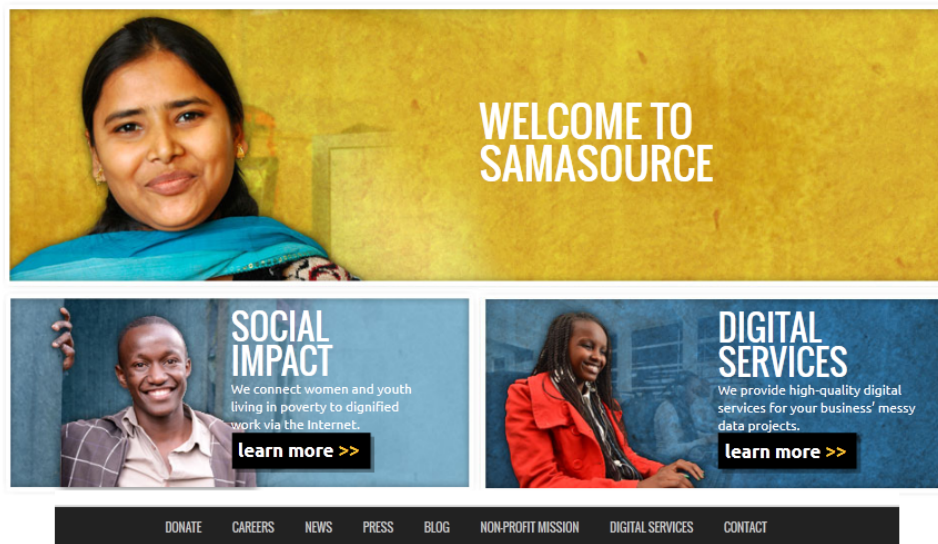 WELCOME TO
SAMASOURCE
SOCIAL
IMPACT
We connect women and youth
living in poverty to dignified
work via the Internet.
learn more >>
DIGITAL
SERVICES
We provide high-quality digital
services for your business’ messy
data projects.
learn more >>
DONATE CAREERS NEWS PRESS BLOG NON-PROFIT MISSION DIGITAL SERVICES CONTACT